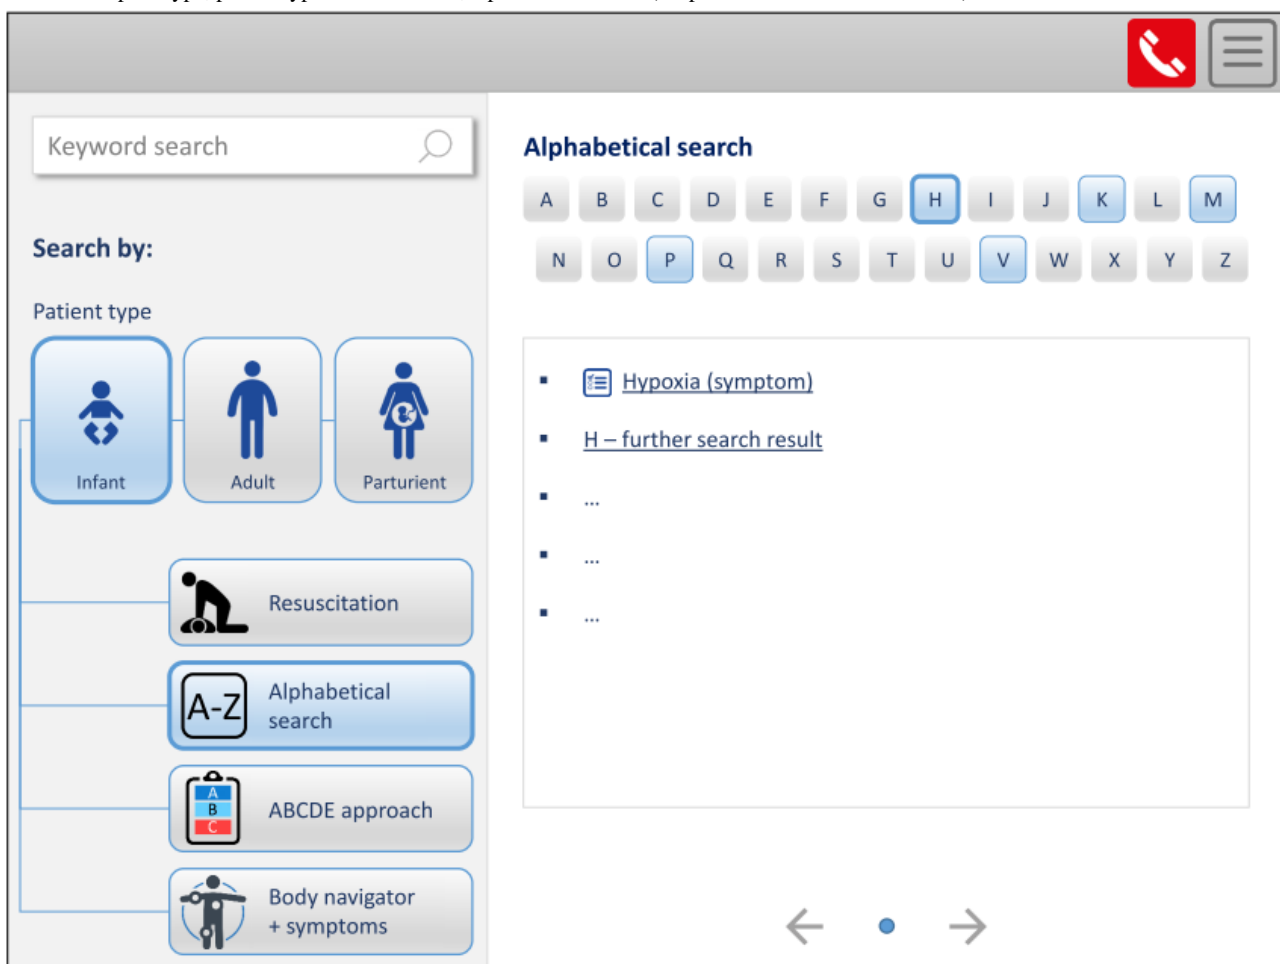 Keyword search
Search by:
Patient type
Infant
Adult
Parturient
Resuscitation
A-Z
Alphabetical
search
A
B
C
ABCDE approach
Body navigator
+ symptoms
Alphabetical search
A B C D E F G H I J K L M
N O P Q R S T U V W X Y Z
Hypoxia (symptom)
H – further search result
...
...
...